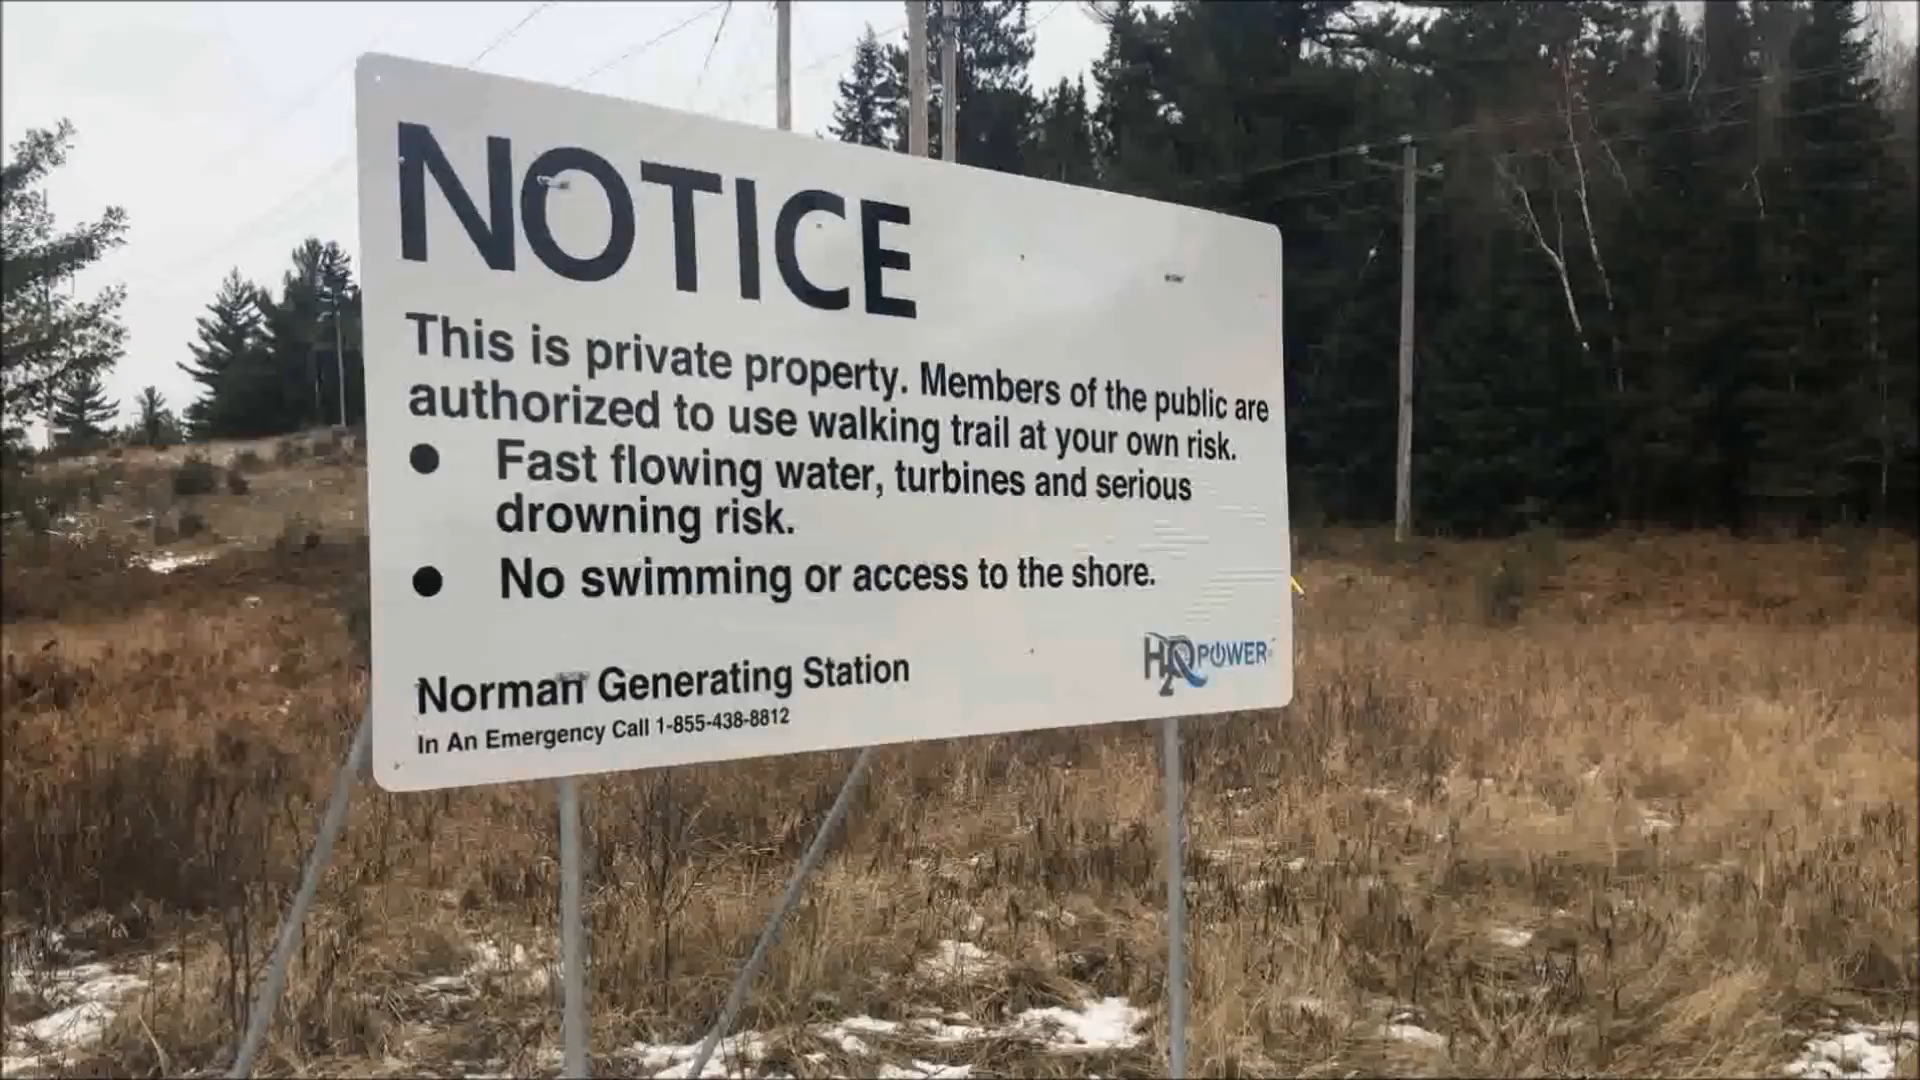 NOTICE
This is private property. Members of the public are
authorized to use walking trail at your own risk.
● Fast flowing water, turbines and serious
drowning risk.
● No swimming or access to the shore.
H2O POWER
Norman Generating Station
In An Emergency Call 1-855-438-8812